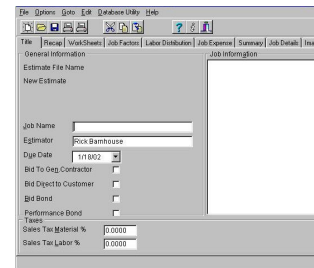 File Options Goto Edit Database Utility Help
Title Recap WorkSheets Job Factors Labor Distribution Job Expense Summary Job Details Ima
General Information Job Information
Estimate File Name
New Estimate
Job Name
Estimator Rick Barnhouse
Due Date 1/18/02
Bid To Gen.Contractor
Bid Direct to Customer
Bid Bond
Performance Bond
Taxes
Sales Tax Material % 0.0000
Sales Tax Labor % 0.0000